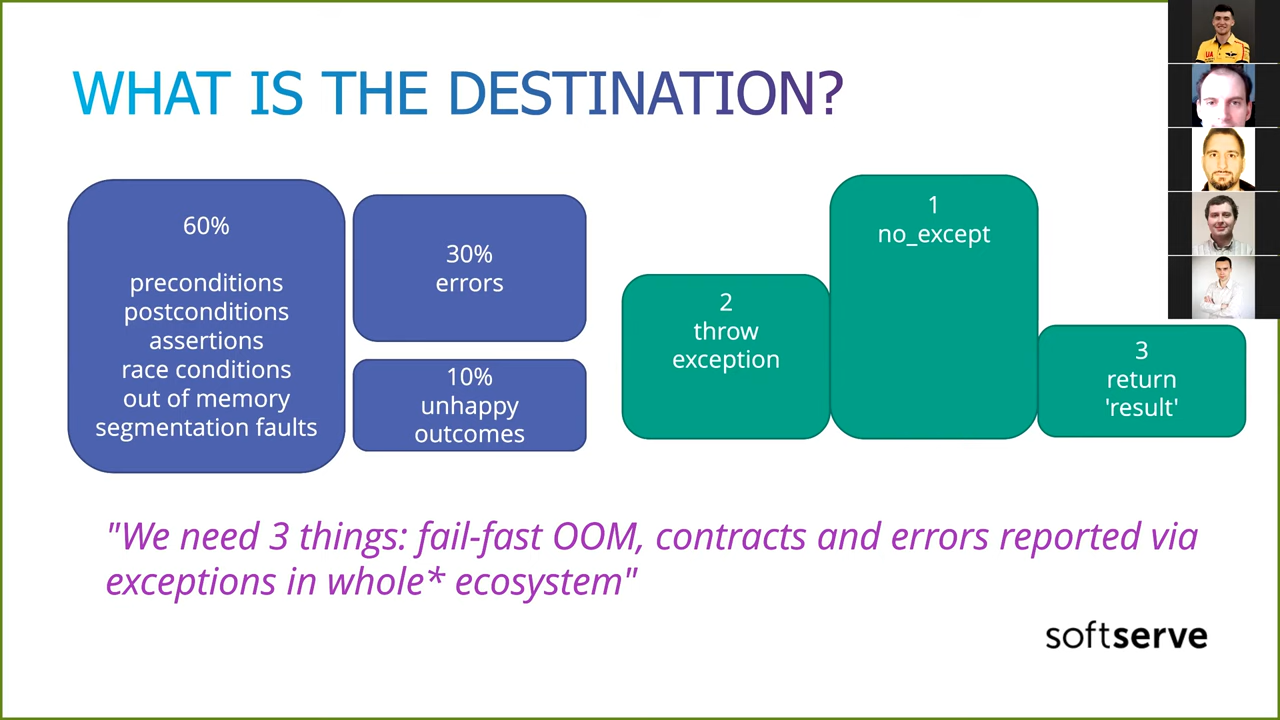 WHAT IS THE DESTINATION?
60%
preconditions
postconditions
assertions
race conditions
out of memory
segmentation faults
30%
errors
10%
unhappy
outcomes
2
throw
exception
1
no_except
3
return
'result'
"We need 3 things: fail-fast OOM, contracts and errors reported via
exceptions in whole* ecosystem"
softserve
UA